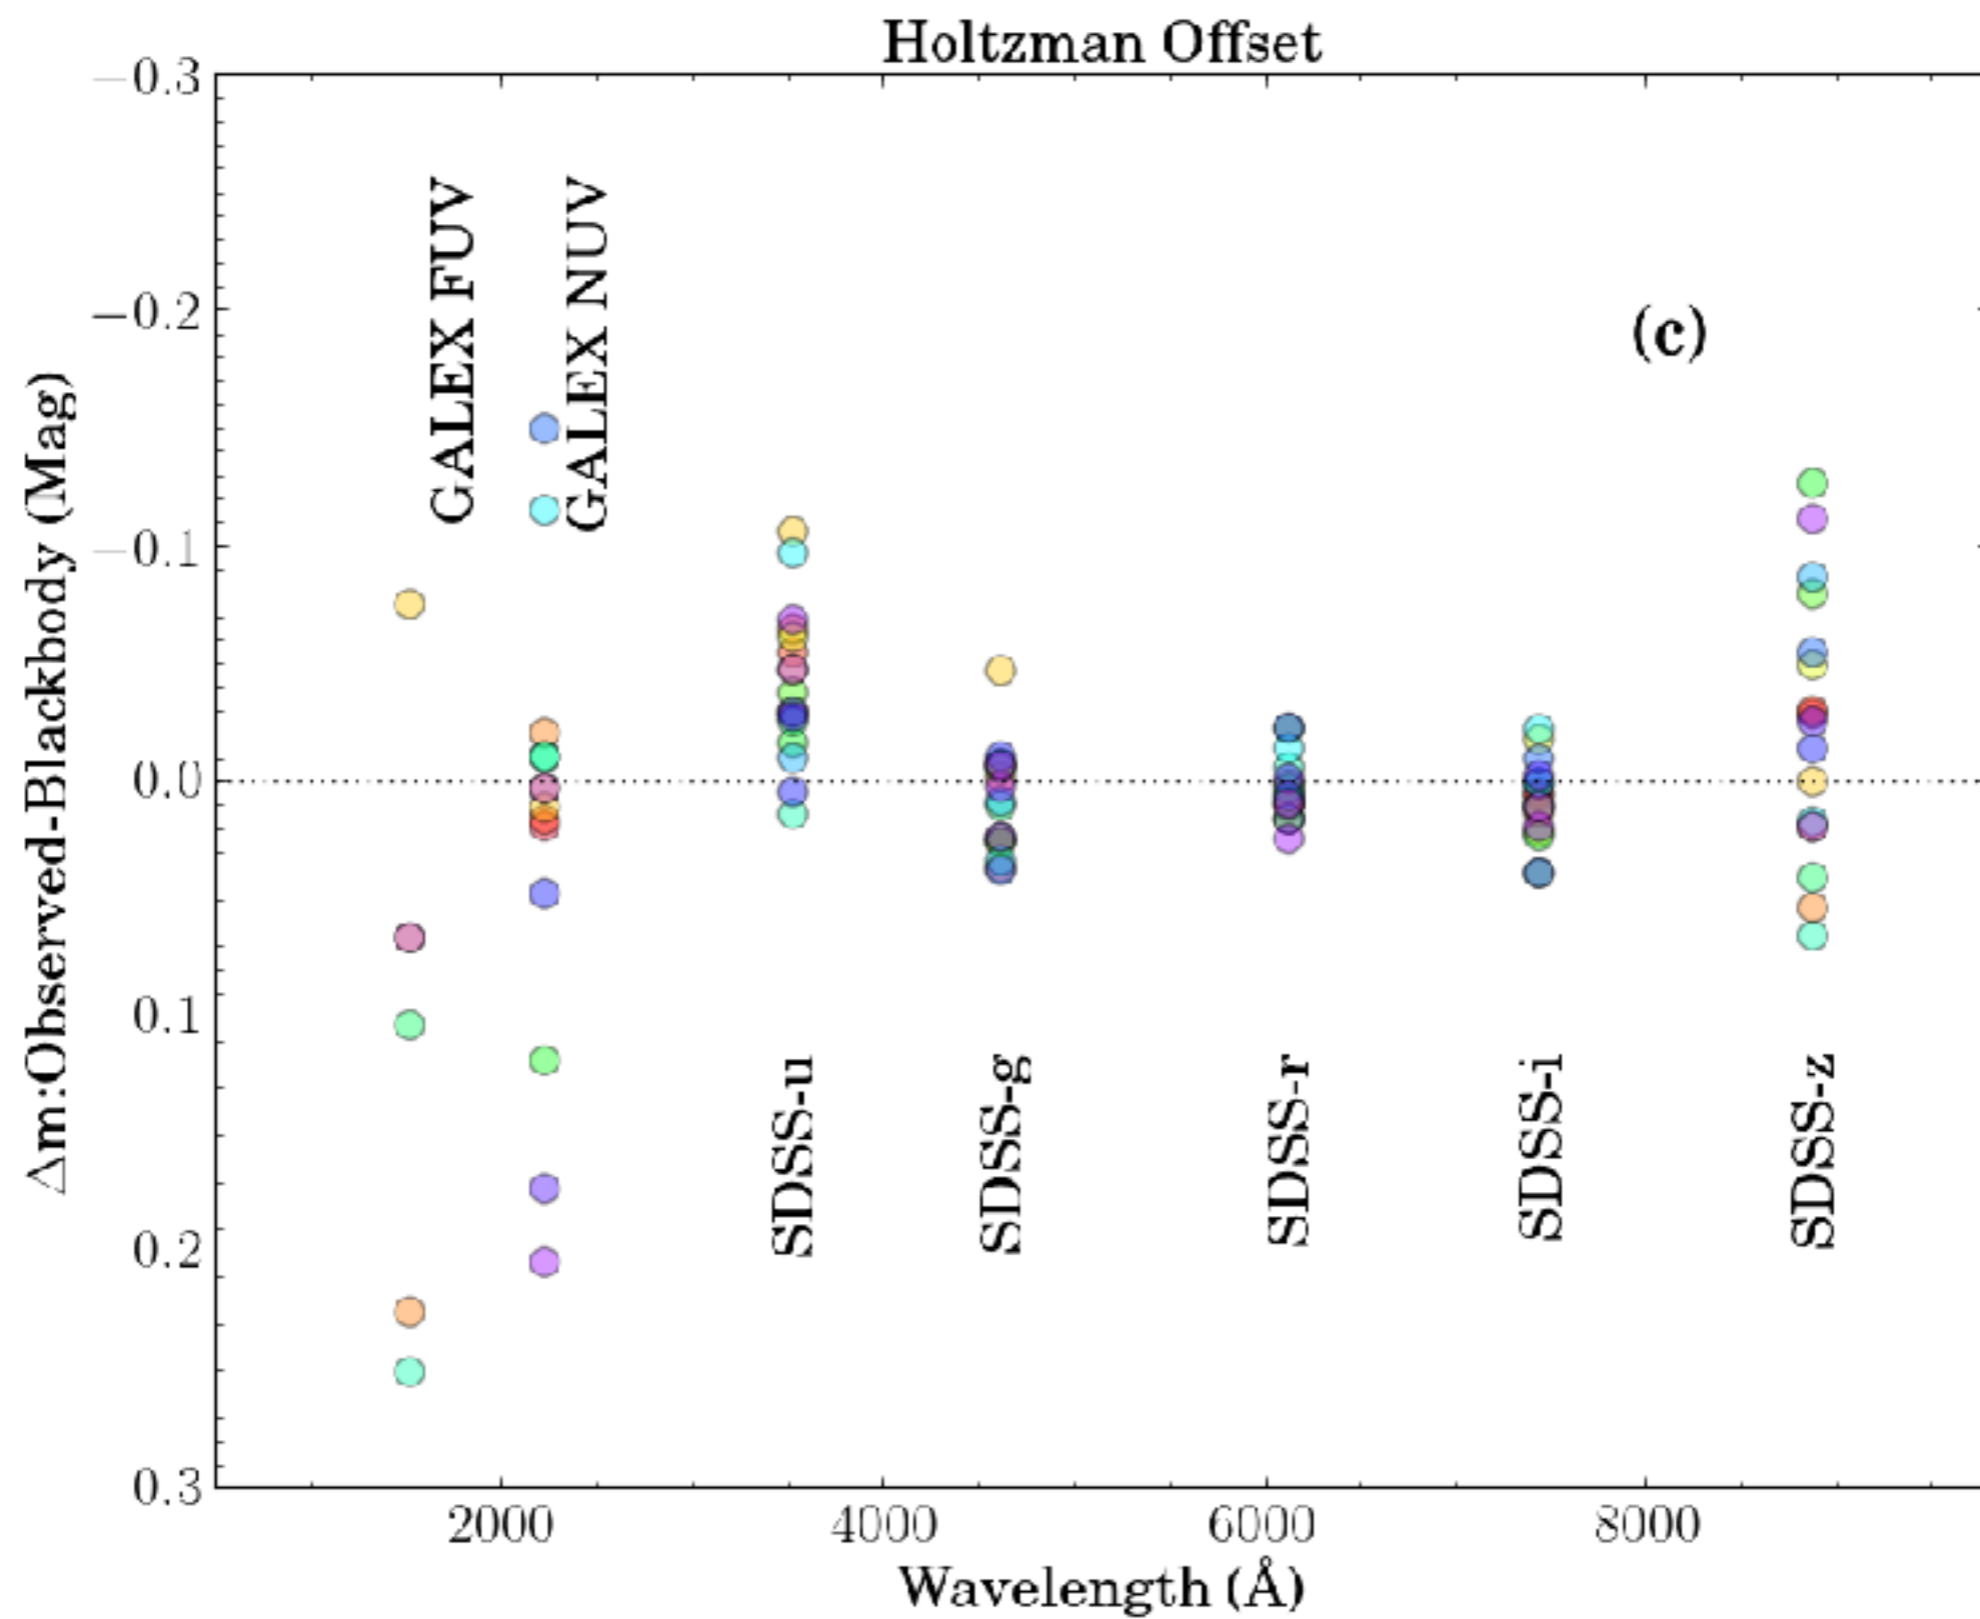 Holtzman Offset
−0.3
−0.2
−0.1
0.0
0.1
0.2
0.3
Δm:Observed-Blackbody (Mag)
GALEX FUV
GALEX NUV
(c)
SDSS-u
SDSS-g
SDSS-r
SDSS-i
SDSS-z
2000
4000
6000
8000
Wavelength (Å)